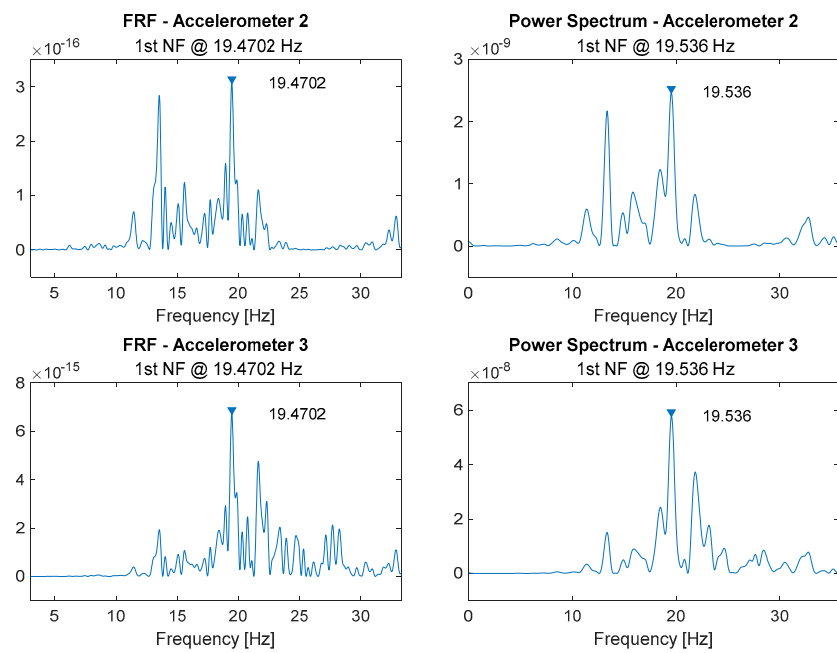 FRF - Accelerometer 2
1st NF @ 19.4702 Hz
×10⁻¹⁶
3
2
1
0
19.4702
5 10 15 20 25 30
Frequency [Hz]
Power Spectrum - Accelerometer 2
1st NF @ 19.536 Hz
×10⁻⁹
3
2
1
0
19.536
0 10 20 30
Frequency [Hz]
FRF - Accelerometer 3
1st NF @ 19.4702 Hz
×10⁻¹⁵
8
6
4
2
0
19.4702
5 10 15 20 25 30
Frequency [Hz]
Power Spectrum - Accelerometer 3
1st NF @ 19.536 Hz
×10⁻⁸
6
4
2
0
19.536
0 10 20 30
Frequency [Hz]